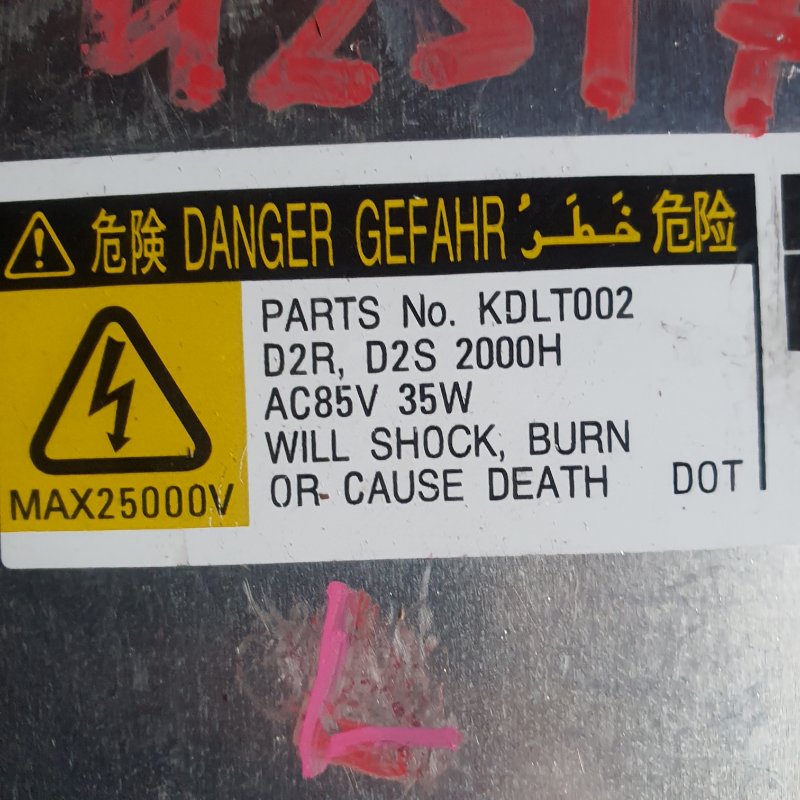 危険 DANGER GEFAHR خَطَرُ 危险
PARTS No. KDLT002
D2R, D2S 2000H
AC85V 35W
WILL SHOCK, BURN
OR CAUSE DEATH DOT
MAX25000V
L